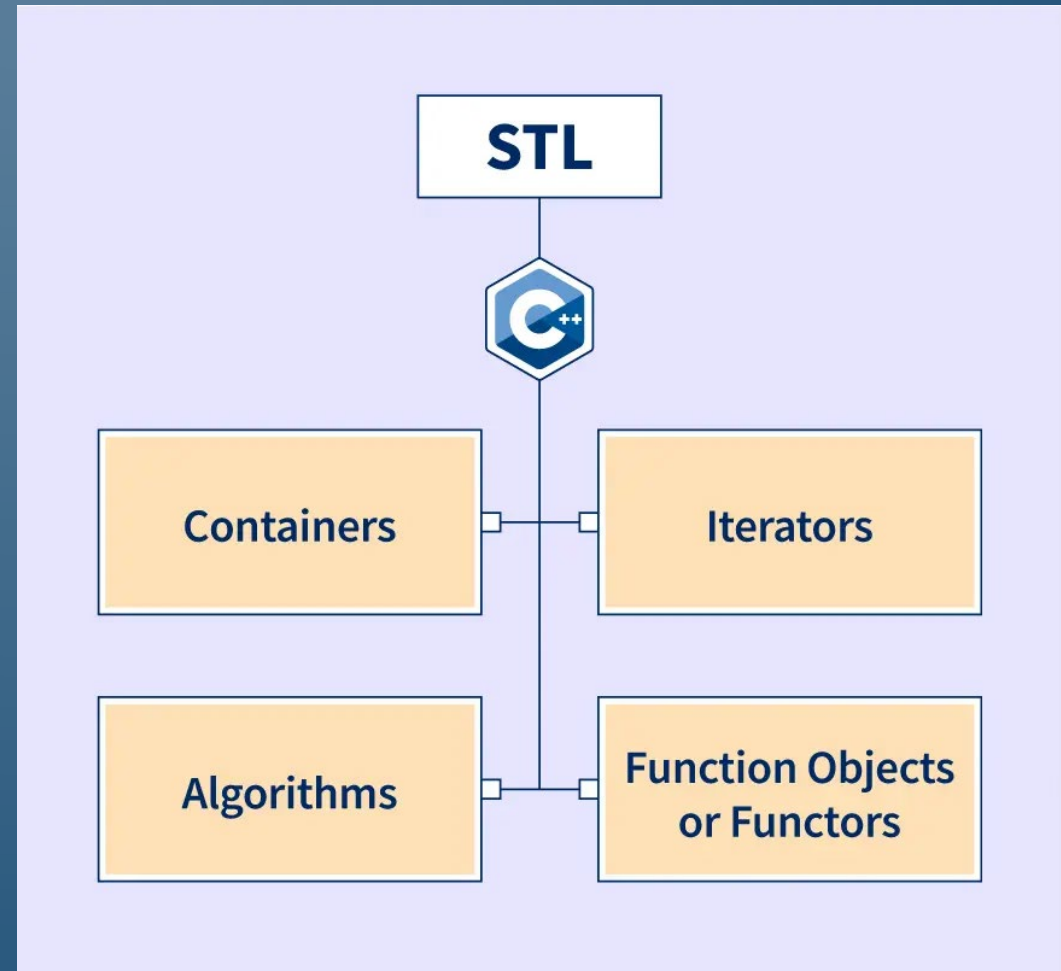 STL
C++
Containers
Iterators
Algorithms
Function Objects
or Functors